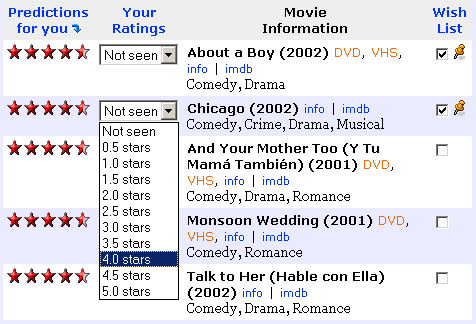 Predictions for you Your Ratings Movie Information Wish List
Not seen
About a Boy (2002) DVD, VHS,
info | imdb
Comedy, Drama
Not seen
Chicago (2002) info | imdb
Comedy, Crime, Drama, Musical
Not seen
0.5 stars
1.0 stars
1.5 stars
2.0 stars
2.5 stars
3.0 stars
3.5 stars
4.0 stars
4.5 stars
5.0 stars
And Your Mother Too (Y Tu
Mamá También) (2001) DVD,
VHS, info | imdb
Comedy, Drama, Romance
Monsoon Wedding (2001) DVD,
VHS, info | imdb
Comedy, Romance
Talk to Her (Hable con Ella)
(2002) info | imdb
Comedy, Drama, Romance